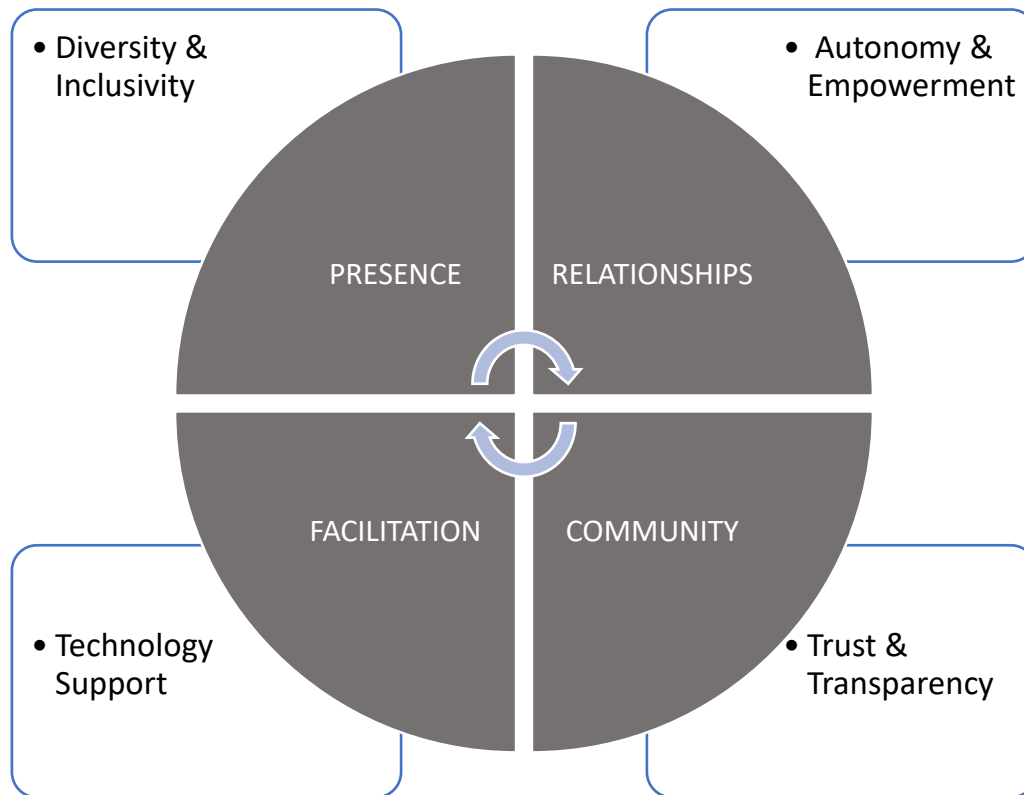 • Diversity &
Inclusivity
• Autonomy &
Empowerment
PRESENCE
RELATIONSHIPS
FACILITATION
COMMUNITY
• Technology
Support
• Trust &
Transparency